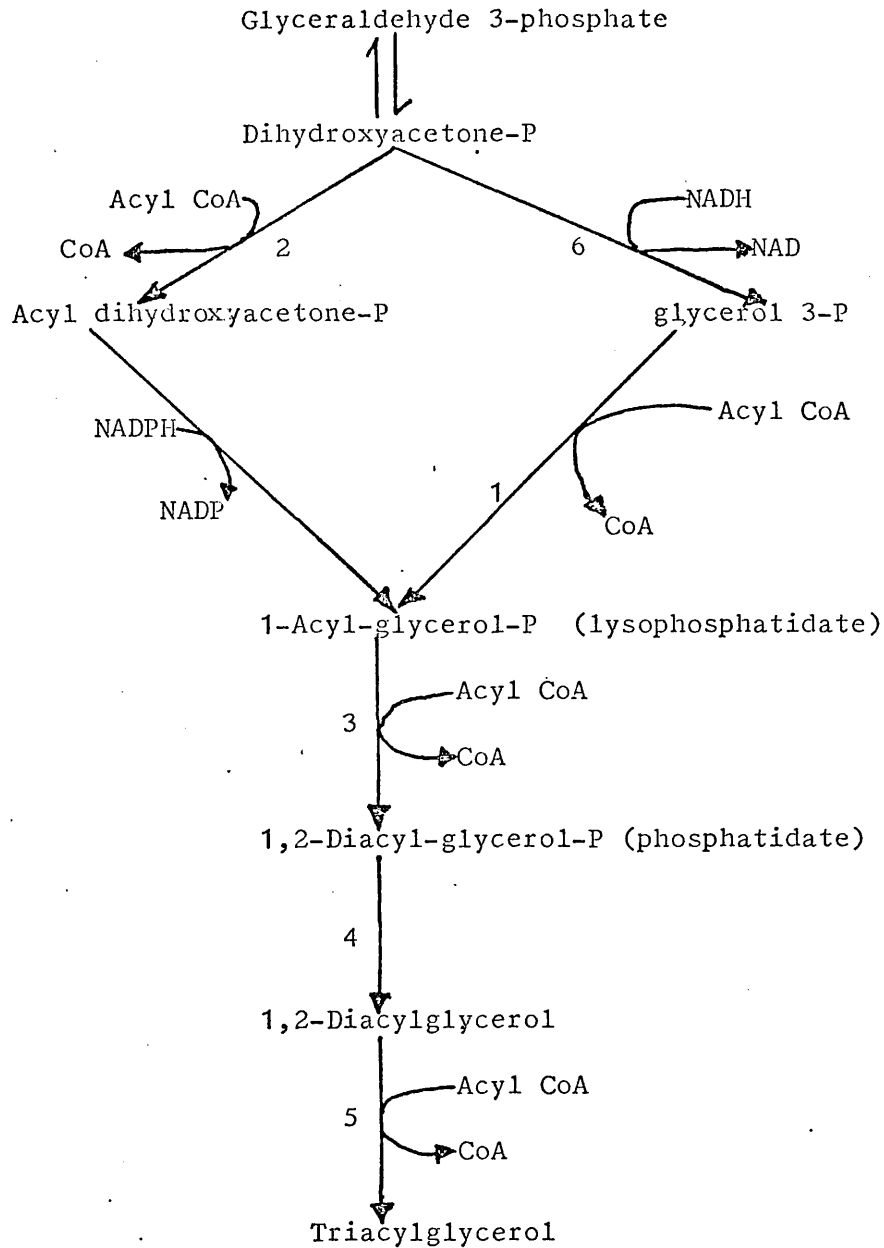 Glyceraldehyde 3-phosphate
Dihydroxyacetone-P
Acyl CoA
NADH
CoA
2
6
NAD
Acyl dihydroxyacetone-P
glycerol 3-P
Acyl CoA
NADPH
1
NADP
CoA
1-Acyl-glycerol-P (lysophosphatidate)
Acyl CoA
3
CoA
1,2-Diacyl-glycerol-P (phosphatidate)
4
1,2-Diacylglycerol
Acyl CoA
5
CoA
Triacylglycerol